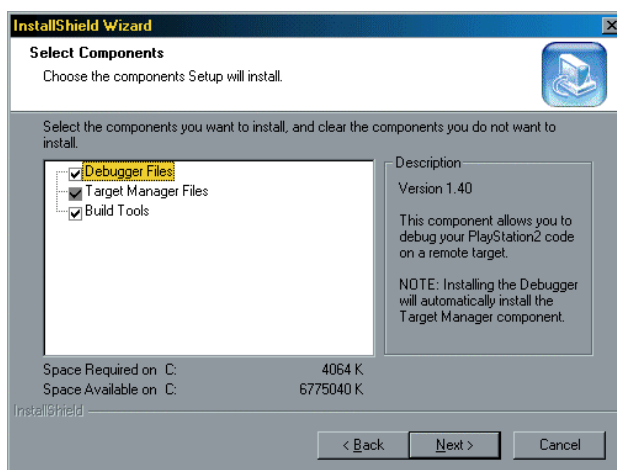 InstallShield Wizard
Select Components
Choose the components Setup will install.
Select the components you want to install, and clear the components you do not want to
install.
Debugger Files
Target Manager Files
Build Tools
Description
Version 1.40
This component allows you to
debug your PlayStation2 code
on a remote target.
NOTE: Installing the Debugger
will automatically install the
Target Manager component.
Space Required on C: 4064 K
Space Available on C: 6775040 K
InstallShield
< Back Next > Cancel